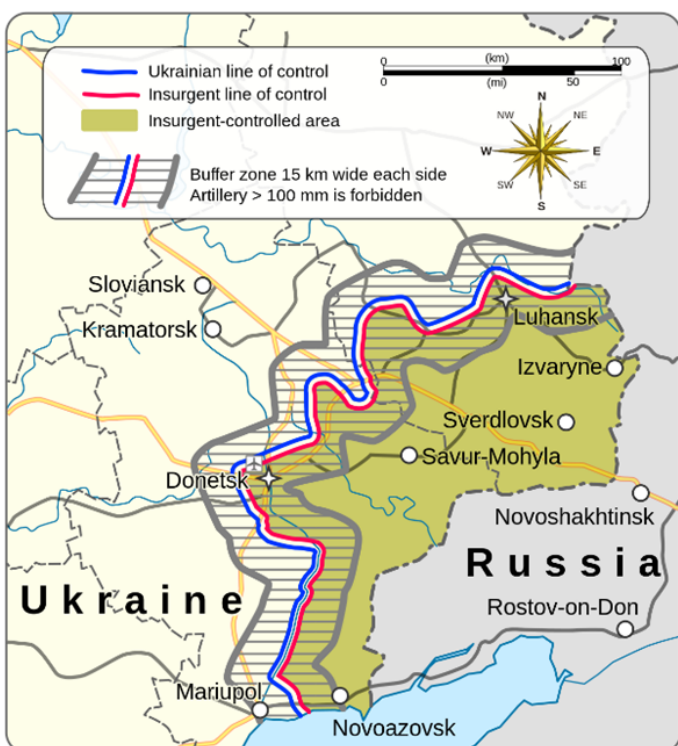 0 (km) 100
0 (mi) 50
Ukrainian line of control
Insurgent line of control
Insurgent-controlled area
Buffer zone 15 km wide each side
Artillery > 100 mm is forbidden
N
NW NE
W E
SW SE
S
Sloviansk
Kramatorsk
Luhansk
Izvaryne
Sverdlovsk
Savur-Mohyla
Donetsk
Novoshakhtinsk
Russia
Ukraine
Rostov-on-Don
Mariupol
Novoazovsk